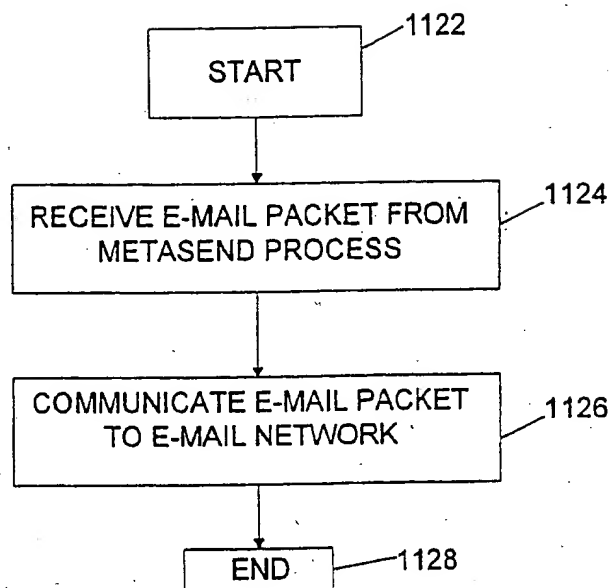 1122
START
1124
RECEIVE E-MAIL PACKET FROM
METASEND PROCESS
COMMUNICATE E-MAIL PACKET
TO E-MAIL NETWORK
1126
END
1128